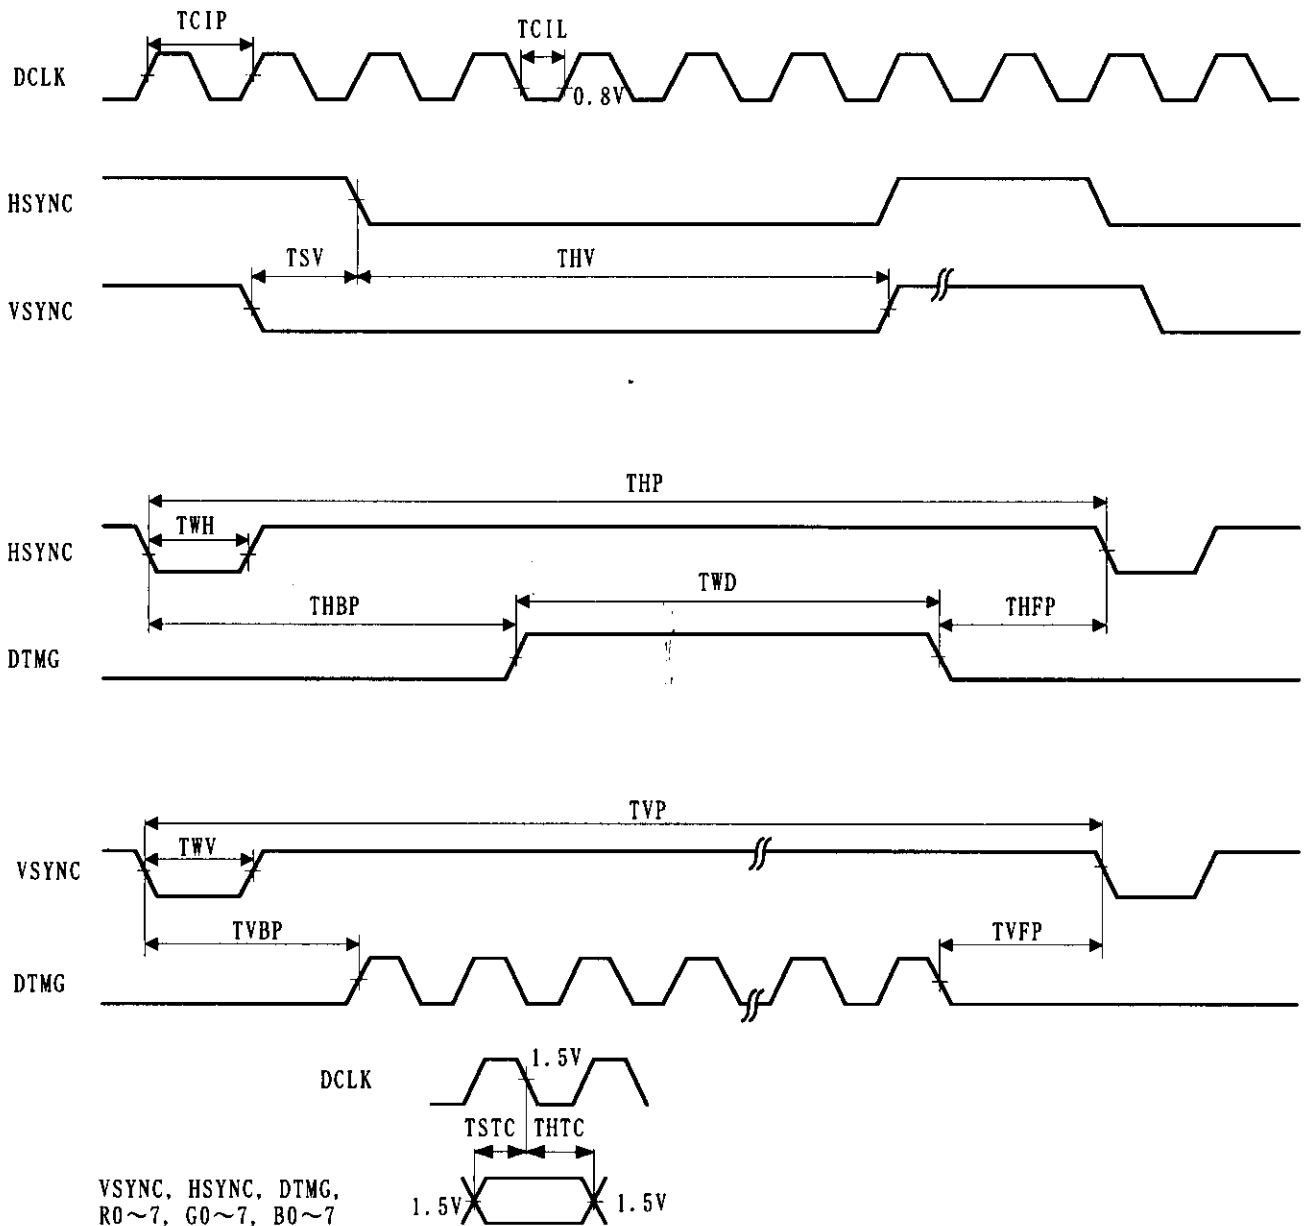 TCIP
TCIL
DCLK
0.8V
HSYNC
TSV
THV
VSYNC
THP
TWH
HSYNC
TWD
THBP
THFP
DTMG
TVP
TWV
VSYNC
TVBP
TVFP
DTMG
1.5V
DCLK
TSTC THTC
VSYNC, HSYNC, DTMG,
R0~7, G0~7, B0~7
1.5V
1.5V